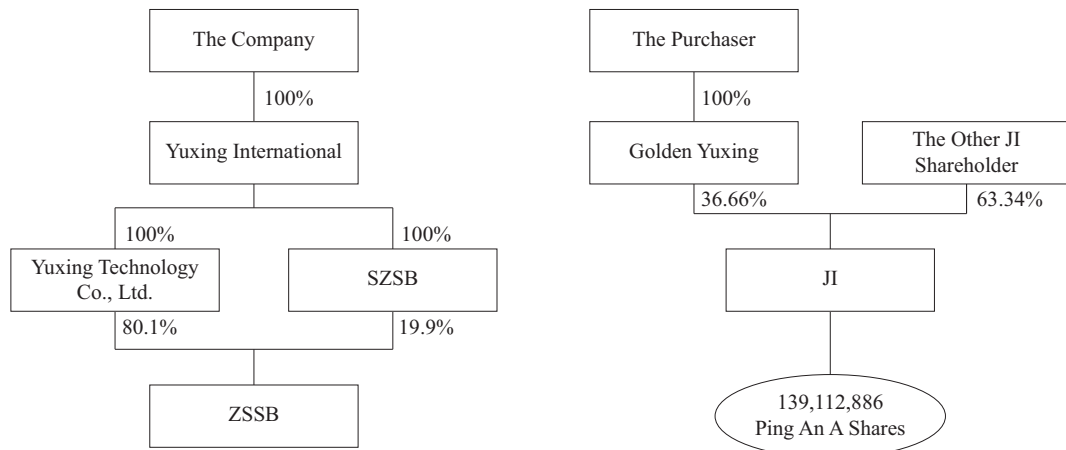 The Company
100%
Yuxing International
100%
100%
Yuxing Technology
Co., Ltd.
SZSB
80.1%
19.9%
ZSSB
The Purchaser
100%
Golden Yuxing
The Other JI
Shareholder
36.66%
63.34%
JI
139,112,886
Ping An A Shares